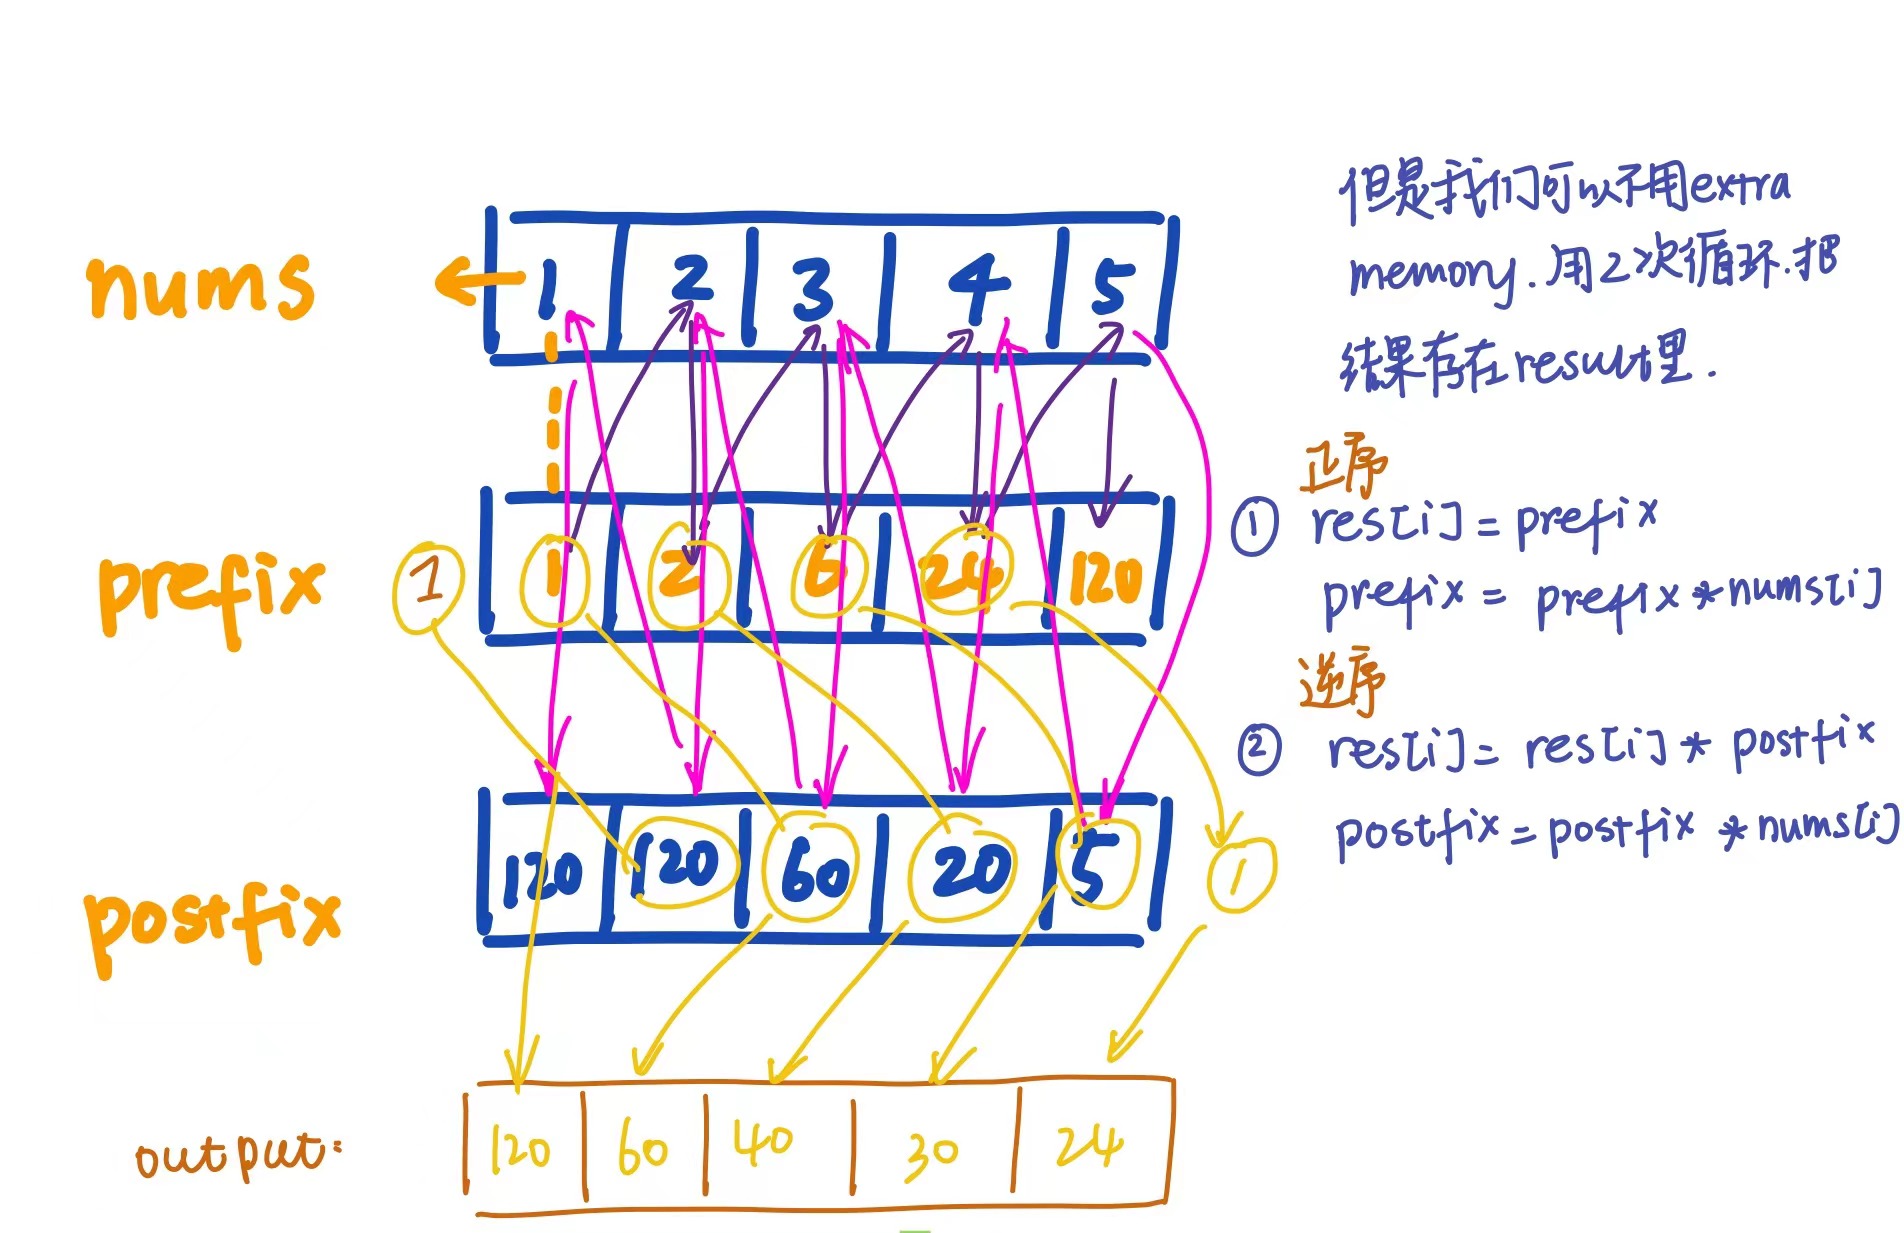 nums 1 2 3 4 5
prefix 1 1 2 6 24 120
postfix 120 120 60 20 5 1
output: 120 60 40 30 24
但是我们可以不用extra
memory. 用2次循环.把
结果存在result里.
正序
① res[i] = prefix
prefix = prefix * nums[i]
逆序
② res[i] = res[i] * postfix
postfix = postfix * nums[i]